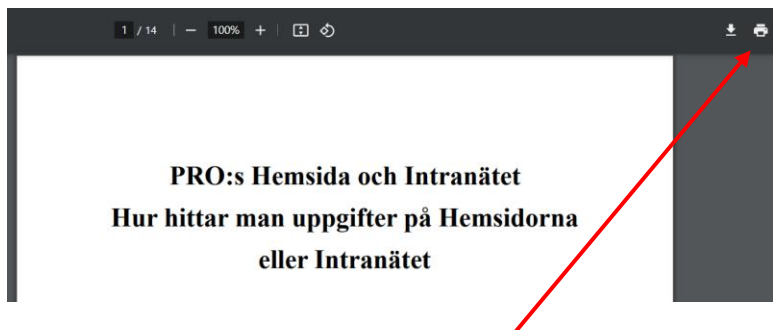 1 / 14 | − 100% + |
PRO:s Hemsida och Intranätet
Hur hittar man uppgifter på Hemsidorna
eller Intranätet